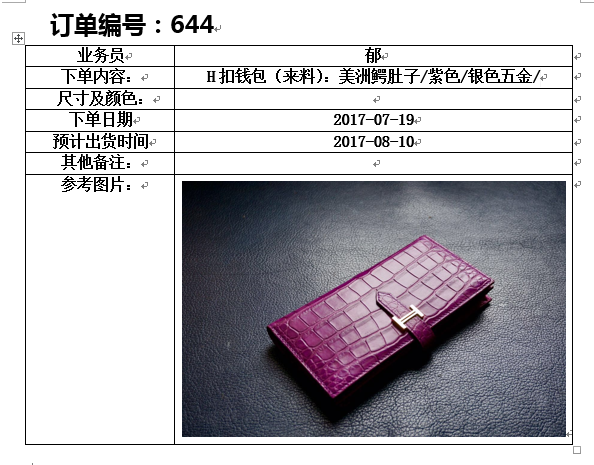 订单编号：644
业务员 郁
下单内容： H 扣钱包（来料）：美洲鳄肚子/紫色/银色五金/
尺寸及颜色：
下单日期 2017-07-19
预计出货时间 2017-08-10
其他备注：
参考图片：